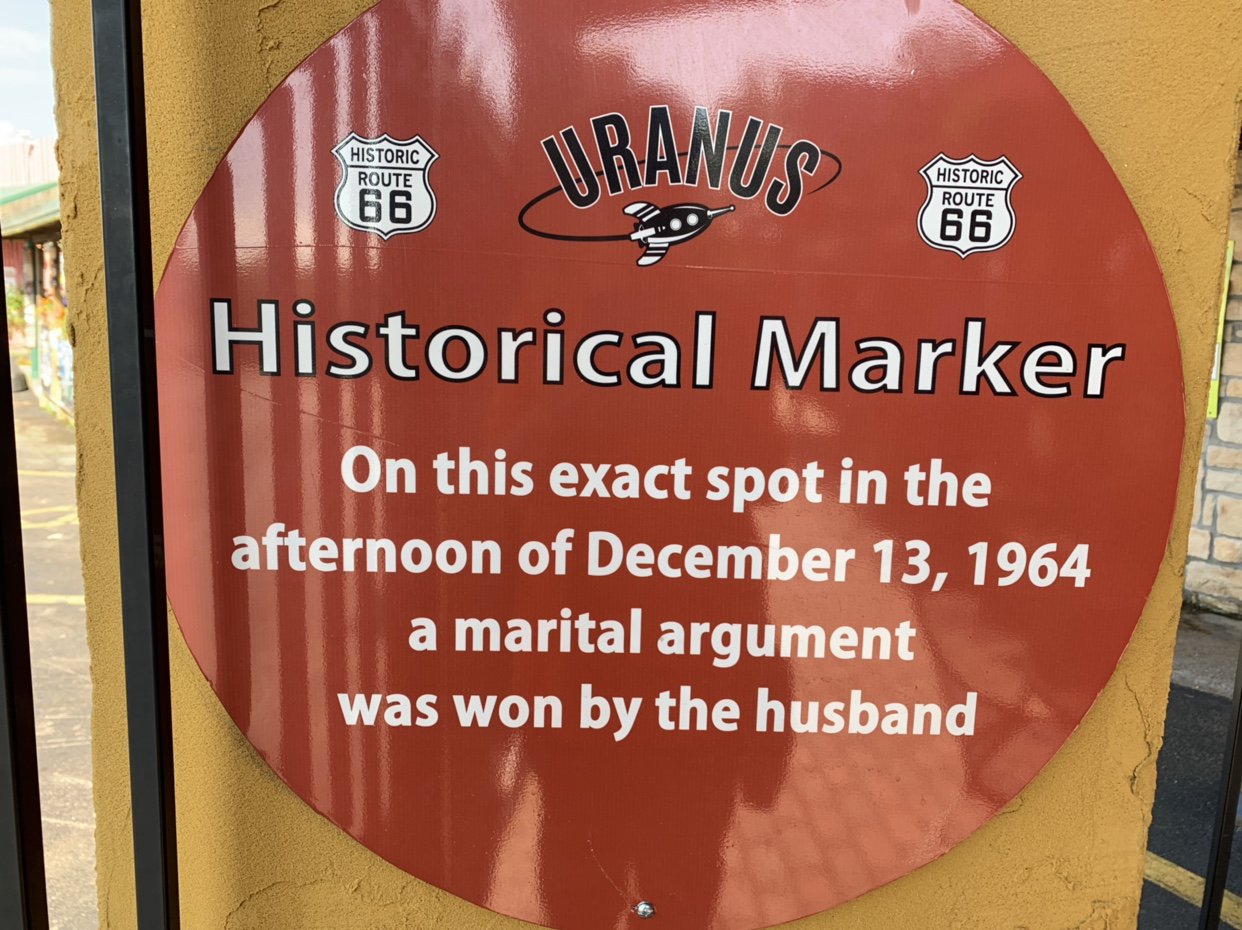 HISTORIC
ROUTE
66
URANUS
HISTORIC
ROUTE
66
Historical Marker
On this exact spot in the
afternoon of December 13, 1964
a marital argument
was won by the husband